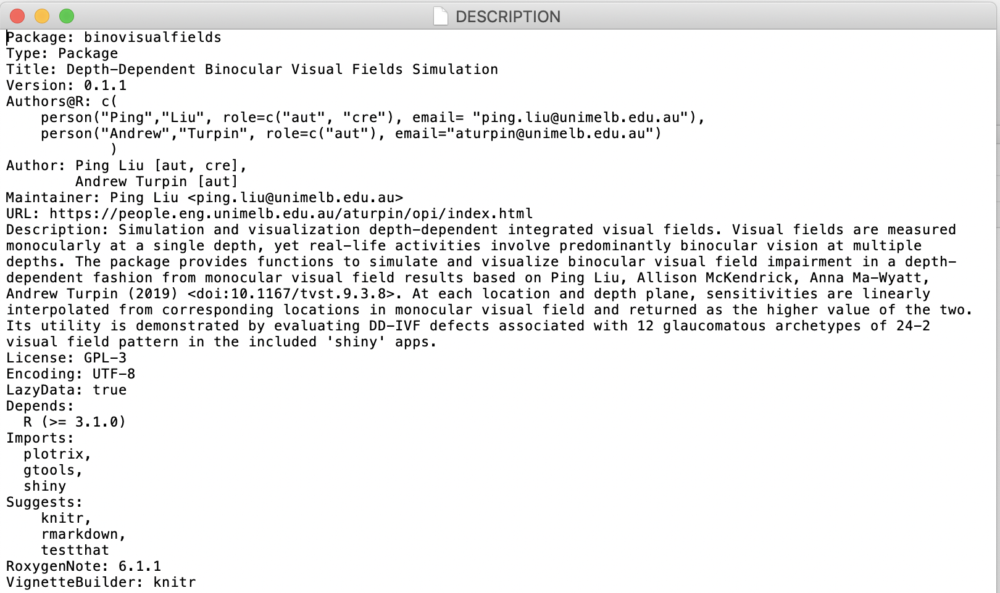 DESCRIPTION
Package: binovisualfields
Type: Package
Title: Depth-Dependent Binocular Visual Fields Simulation
Version: 0.1.1
Authors@R: c(
    person("Ping","Liu", role=c("aut", "cre"), email= "ping.liu@unimelb.edu.au"),
    person("Andrew","Turpin", role=c("aut"), email="aturpin@unimelb.edu.au")
            )
Author: Ping Liu [aut, cre],
        Andrew Turpin [aut]
Maintainer: Ping Liu <ping.liu@unimelb.edu.au>
URL: https://people.eng.unimelb.edu.au/aturpin/opi/index.html
Description: Simulation and visualization depth-dependent integrated visual fields. Visual fields are measured
monocularly at a single depth, yet real-life activities involve predominantly binocular vision at multiple
depths. The package provides functions to simulate and visualize binocular visual field impairment in a depth-
dependent fashion from monocular visual field results based on Ping Liu, Allison McKendrick, Anna Ma-Wyatt,
Andrew Turpin (2019) <doi:10.1167/tvst.9.3.8>. At each location and depth plane, sensitivities are linearly
interpolated from corresponding locations in monocular visual field and returned as the higher value of the two.
Its utility is demonstrated by evaluating DD-IVF defects associated with 12 glaucomatous archetypes of 24-2
visual field pattern in the included 'shiny' apps.
License: GPL-3
Encoding: UTF-8
LazyData: true
Depends:
  R (>= 3.1.0)
Imports:
  plotrix,
  gtools,
  shiny
Suggests:
    knitr,
    rmarkdown,
    testthat
RoxygenNote: 6.1.1
VignetteBuilder: knitr